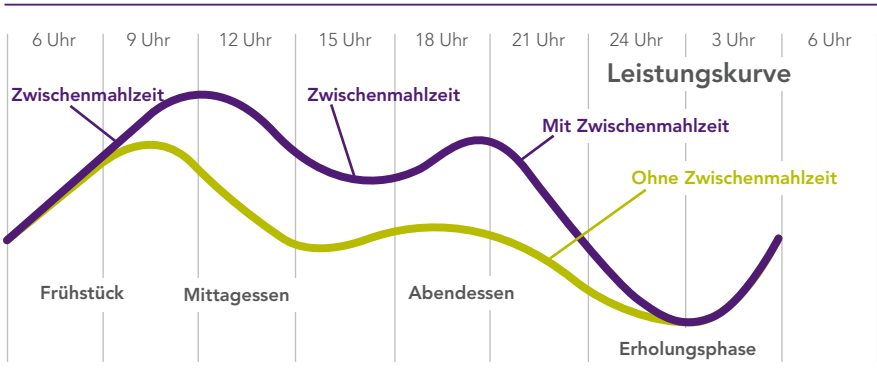 6 Uhr 9 Uhr 12 Uhr 15 Uhr 18 Uhr 21 Uhr 24 Uhr 3 Uhr 6 Uhr
Leistungskurve
Zwischenmahlzeit Zwischenmahlzeit
Mit Zwischenmahlzeit
Ohne Zwischenmahlzeit
Frühstück Mittagessen Abendessen
Erholungsphase